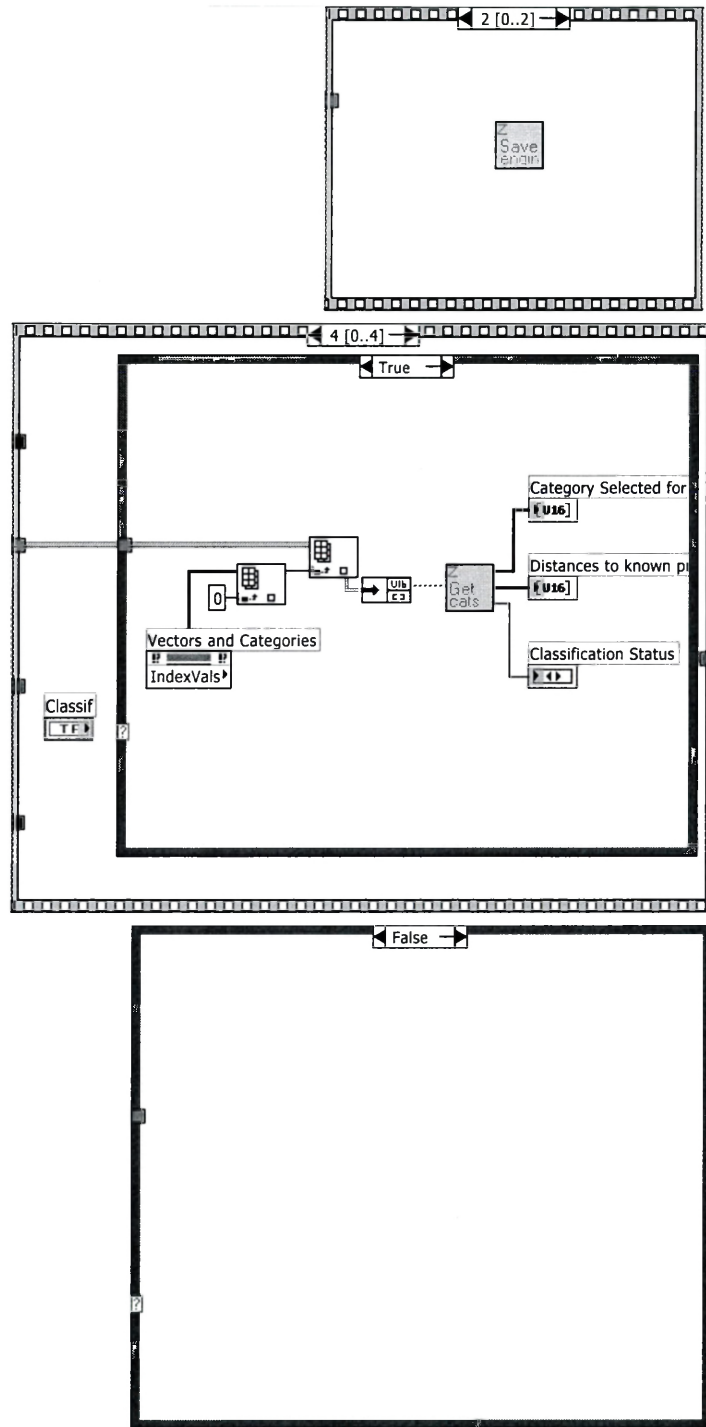 2 [0..2]
Z
Save
engin
4 [0..4]
True
Category Selected for
[U16]
Distances to known pr
[U16]
0
U16
[ ]
Z
Get
cats
Vectors and Categories
!? !?
IndexVals
Classification Status
Classif
TF
?
False
?